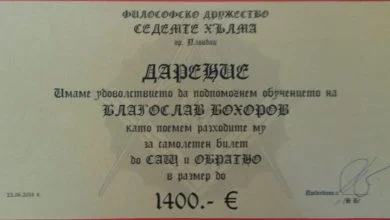 ФИЛОСОФСКО ДРУЖЕСТВО
СЕДЕМТЕ ХЪЛМА
гр. Пловдив
ДАРЕНИЕ
Имаме удоволствието да подпомогнем обучението на
БЛАГОСЛАВ БОХОРОВ
като поемем разходите му
за самолетен билет
до САЩ и ОБРАТНО
в размер до
1400.- €